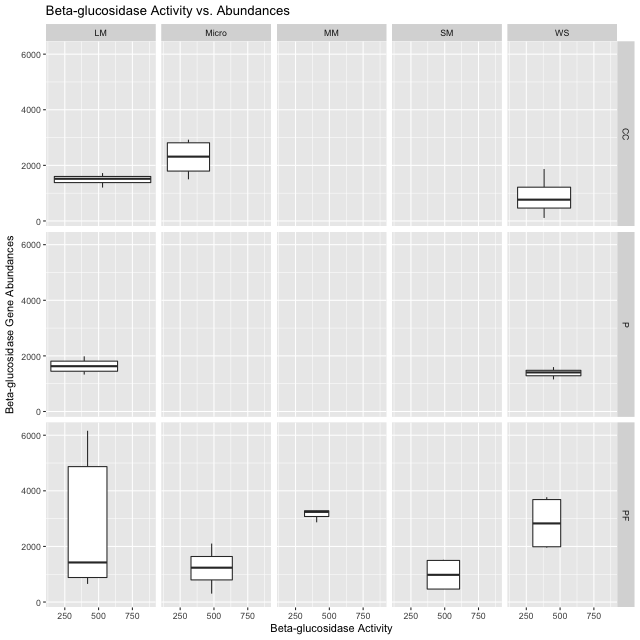 Beta-glucosidase Activity vs. Abundances
LM Micro MM SM WS
6000
4000
2000
0
CC
6000
4000
2000
0
P
6000
4000
2000
0
PF
Beta-glucosidase Gene Abundances
250 500 750 250 500 750 250 500 750 250 500 750 250 500 750
Beta-glucosidase Activity